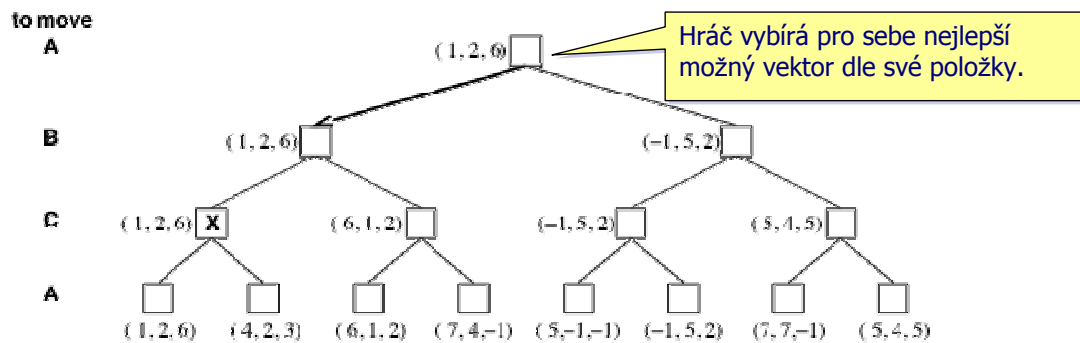 to move
A
(1, 2, 6)
Hráč vybírá pro sebe nejlepší
možný vektor dle své položky.
B
(1, 2, 6)
(−1, 5, 2)
C
(1, 2, 6) X
(6, 1, 2)
(−1, 5, 2)
(5, 4, 5)
A
(1, 2, 6) (4, 2, 3) (6, 1, 2) (7, 4, −1) (5, −1, −1) (−1, 5, 2) (7, 7, −1) (5, 4, 5)